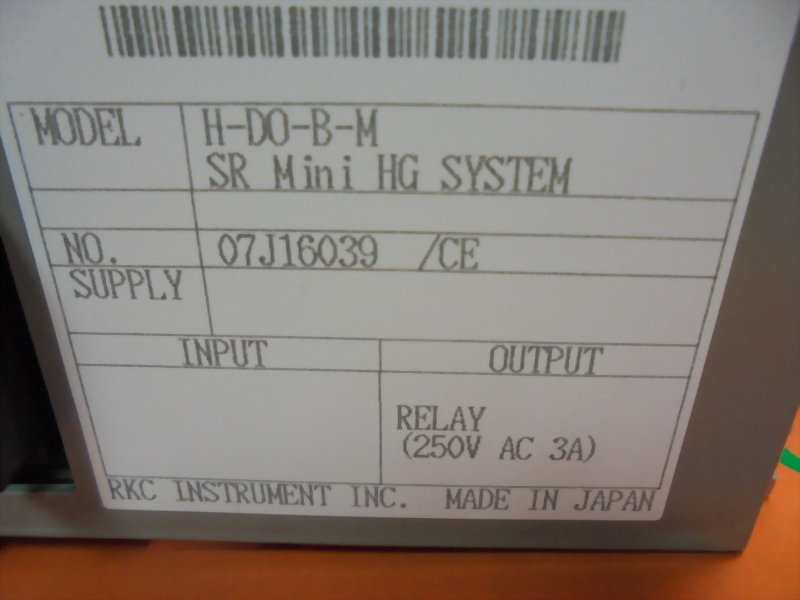 MODEL H-DO-B-M
SR Mini HG SYSTEM
NO. 07J16039 /CE
SUPPLY
INPUT OUTPUT
RELAY
(250V AC 3A)
RKC INSTRUMENT INC. MADE IN JAPAN